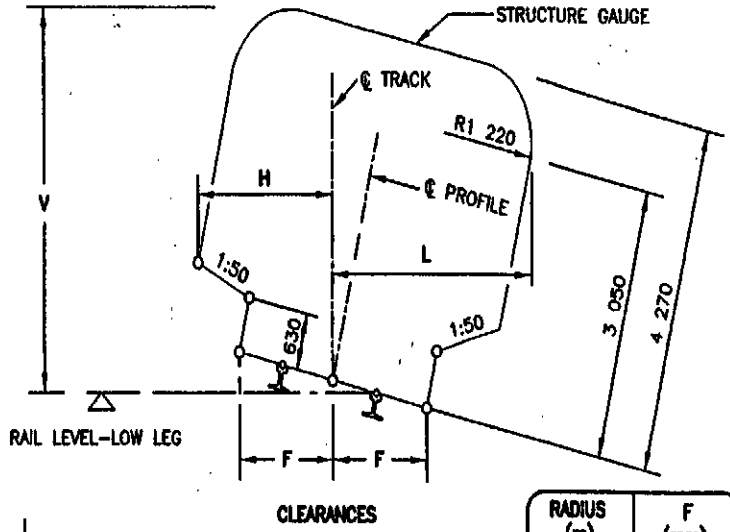 STRUCTURE GAUGE
℄ TRACK
R1 220
H
℄ PROFILE
V
L
1:50
1:50
630
3 050
4 270
RAIL LEVEL-LOW LEG
F
F
CLEARANCES
RADIUS
(m)
F